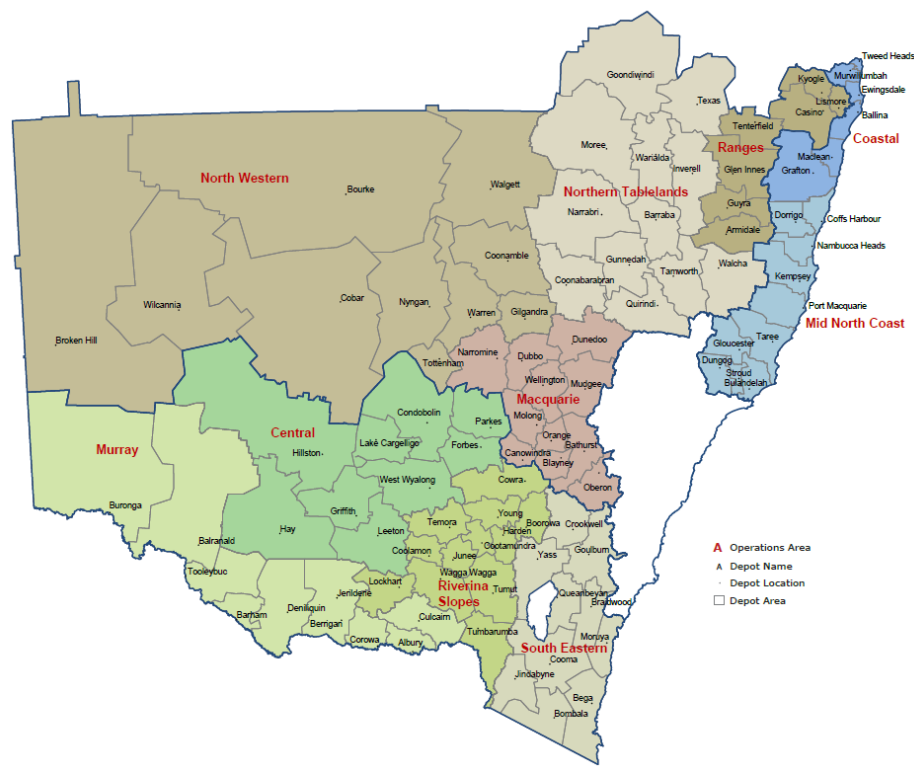 Tweed Heads
Kyogle
Murwillumbah
Goondiwindi
Ewingsdale
Texas
Lismore
Casino
Ballina
Tenterfield
Coastal
Moree
Warialda
Ranges
Maclean
Inverell
Glen Innes
Grafton
North Western
Bourke
Walgett
Northern Tablelands
Guyra
Narrabri
Barraba
Dorrigo
Coffs Harbour
Armidale
Nambucca Heads
Coonamble
Gunnedah
Walcha
Coonabarabran
Tamworth
Kempsey
Cobar
Nyngan
Wilcannia
Quirindi
Port Macquarie
Warren
Gilgandra
Mid North Coast
Broken Hill
Dunedoo
Taree
Gloucester
Narromine
Dubbo
Tottenham
Dungog
Stroud
Wellington
Mudgee
Bulahdelah
Macquarie
Condobolin
Molong
Parkes
Central
Orange
Lake Cargelligo
Forbes
Bathurst
Murray
Hillston
Canowindra
Blayney
West Wyalong
Cowra
Oberon
Buronga
Griffith
Young
Temora
Boorowa
Crookwell
Hay
Leeton
Harden
Balranald
Cootamundra
Coolamon
Junee
Yass
Goulburn
Tooleybuc
Wagga Wagga
Lockhart
Riverina
Slopes
Tumut
Jerilderie
Queanbeyan
Braidwood
Deniliquin
Barham
Culcairn
Berrigan
Tumbarumba
Moruya
Corowa
Albury
South Eastern
Cooma
Jindabyne
Bega
Bombala
A Operations Area
A Depot Name
Depot Location
Depot Area